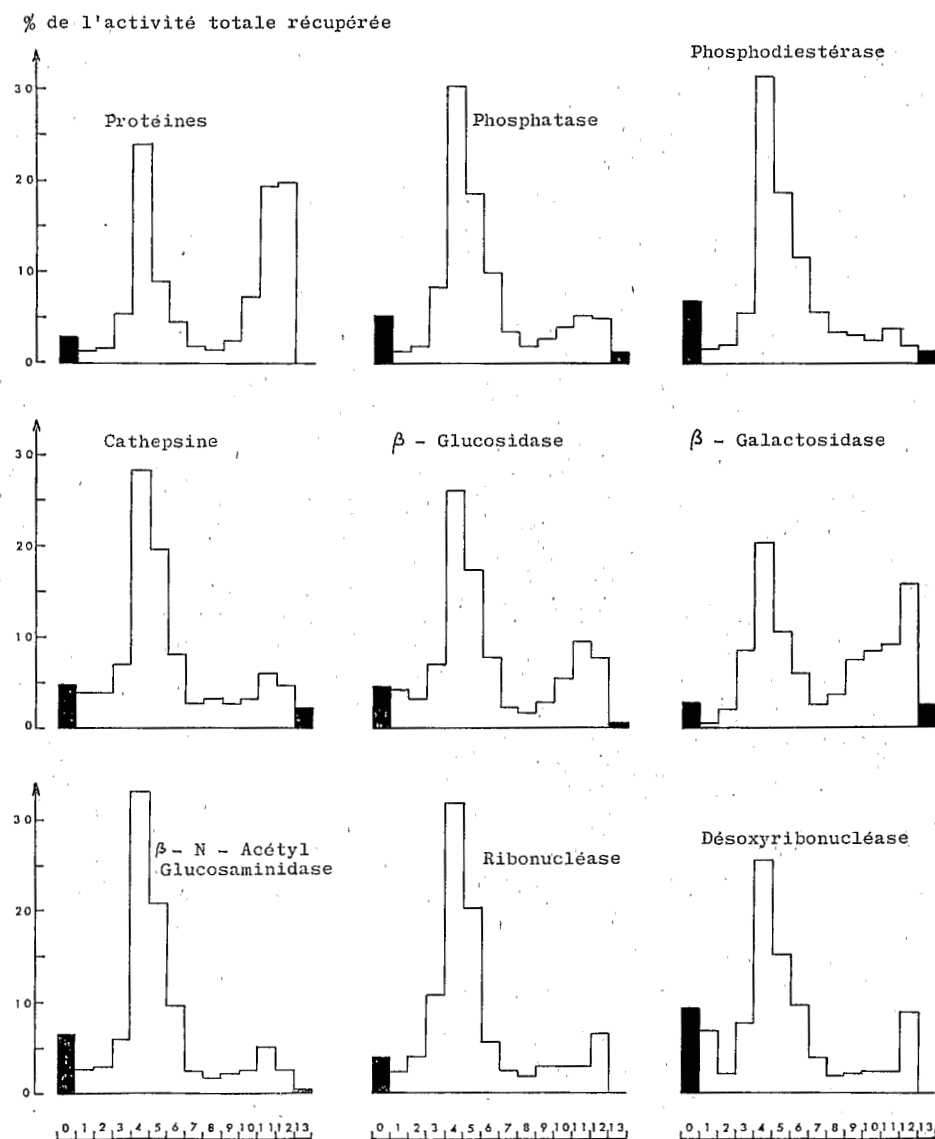 % de l'activité totale récupérée
Phosphodiestérase
30
Protéines
Phosphatase
20
10
0
Cathepsine
β - Glucosidase
β - Galactosidase
30
20
10
0
30
β - N - Acétyl
Glucosaminidase
Ribonucléase
Désoxyribonucléase
20
10
0
0 1 2 3 4 5 6 7 8 9 10 11 12 13
0 1 2 3 4 5 6 7 8 9 10 11 12 13
0 1 2 3 4 5 6 7 8 9 10 11 12 13